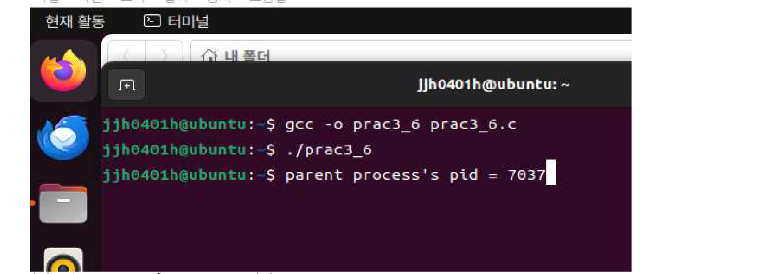 현재 활동 터미널
내 폴더
jjh0401h@ubuntu: ~
jjh0401h@ubuntu:~$ gcc -o prac3_6 prac3_6.c
jjh0401h@ubuntu:~$ ./prac3_6
jjh0401h@ubuntu:~$ parent process's pid = 7037